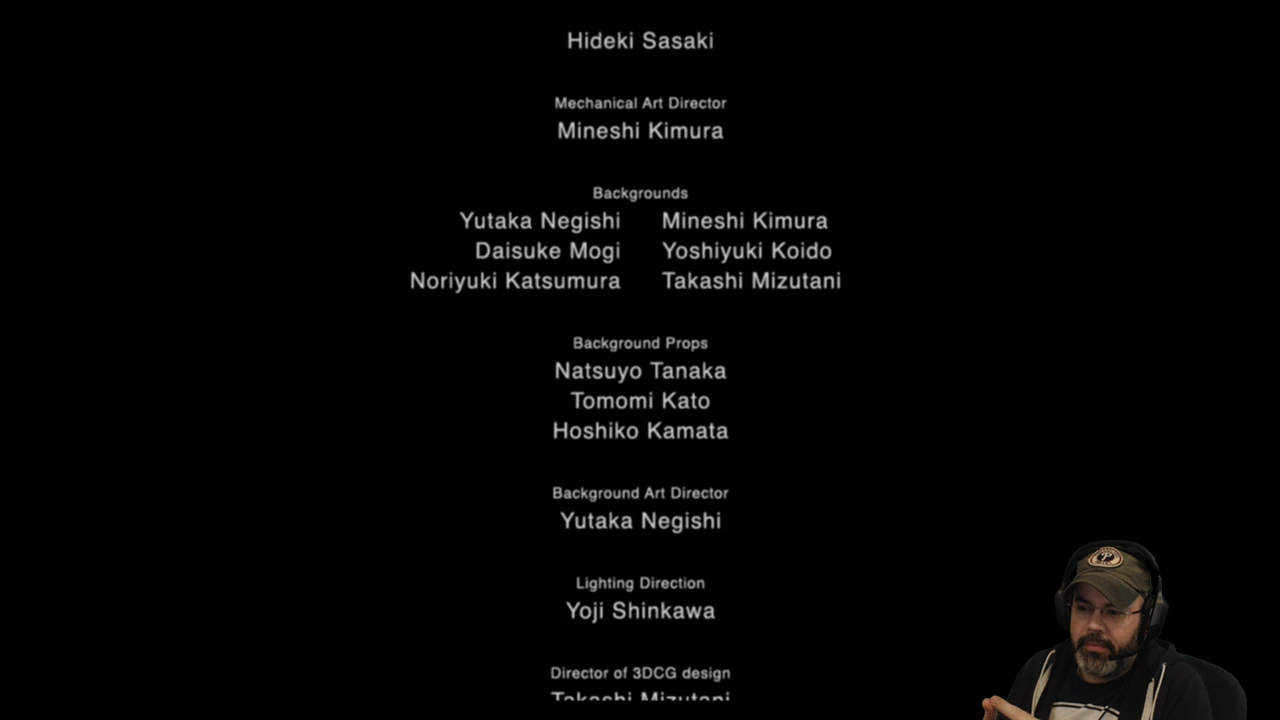 Hideki Sasaki
Mechanical Art Director
Mineshi Kimura
Backgrounds
Yutaka Negishi Mineshi Kimura
Daisuke Mogi Yoshiyuki Koido
Noriyuki Katsumura Takashi Mizutani
Background Props
Natsuyo Tanaka
Tomomi Kato
Hoshiko Kamata
Background Art Director
Yutaka Negishi
Lighting Direction
Yoji Shinkawa
Director of 3DCG design
Takashi Mizutani